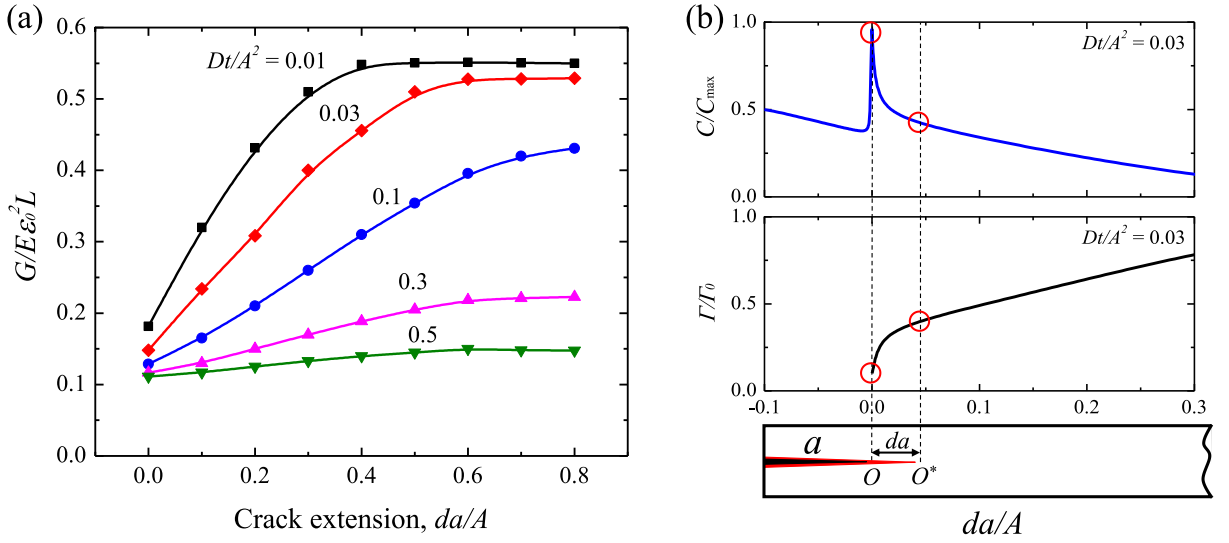 (a)
0.6
0.5
0.4
0.3
0.2
0.1
0.0
G/Eε₀²L
Dt/A² = 0.01
0.03
0.1
0.3
0.5
0.0 0.2 0.4 0.6 0.8
Crack extension, da/A
(b)
1.0
0.5
0.0
C/Cmax
Dt/A² = 0.03
1.0
0.5
0.0
Γ/Γ₀
Dt/A² = 0.03
-0.1 0.0 0.1 0.2 0.3
a
da
O O*
da/A